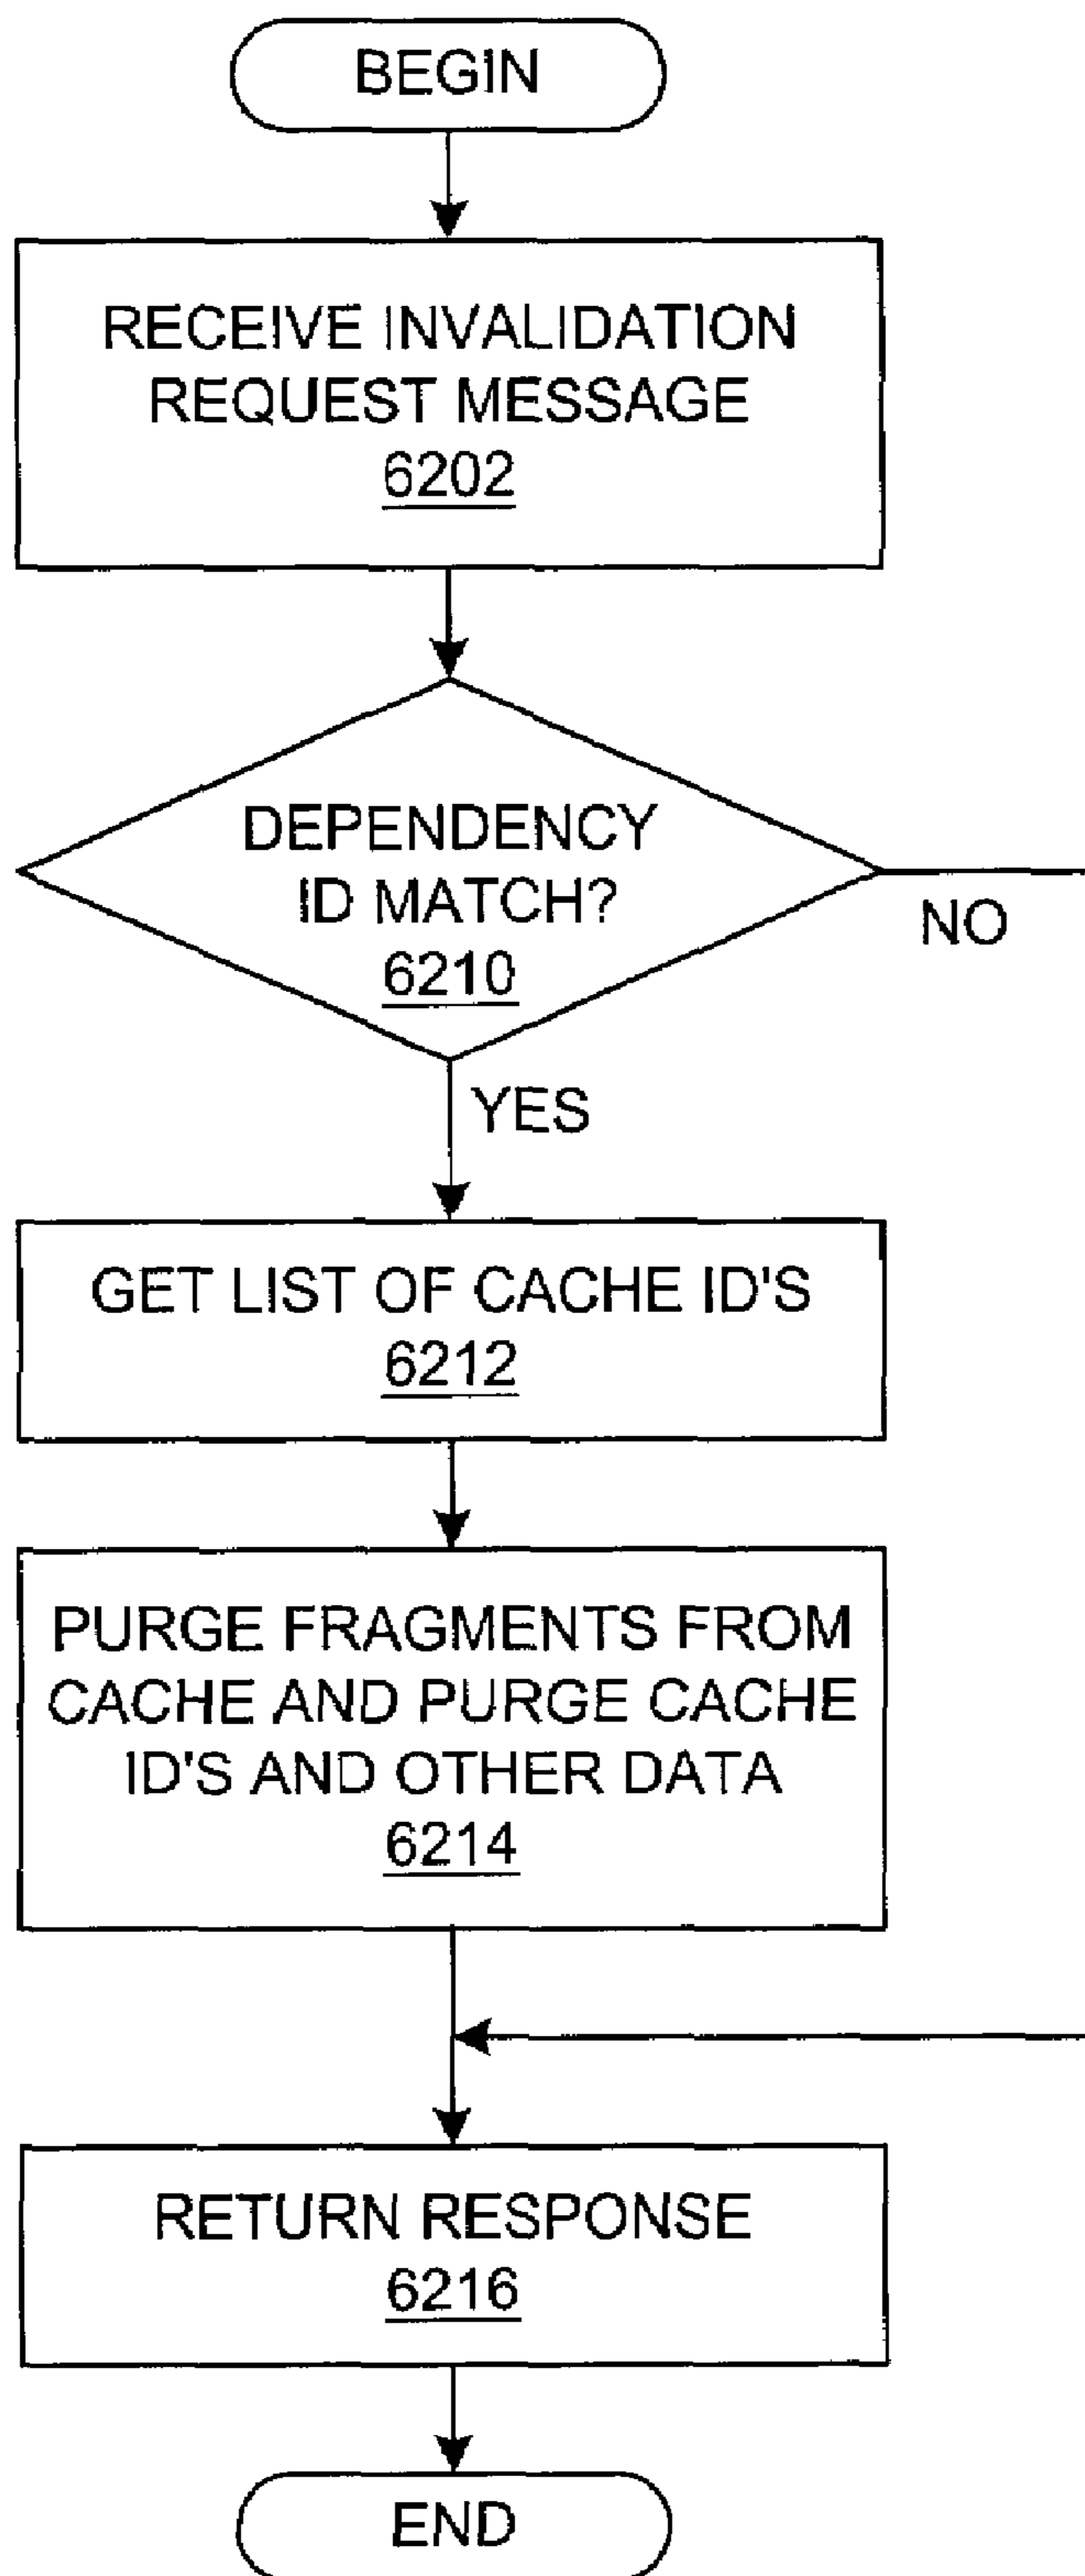 BEGIN
RECEIVE INVALIDATION
REQUEST MESSAGE
6202
DEPENDENCY
ID MATCH?
6210
NO
YES
GET LIST OF CACHE ID'S
6212
PURGE FRAGMENTS FROM
CACHE AND PURGE CACHE
ID'S AND OTHER DATA
6214
RETURN RESPONSE
6216
END